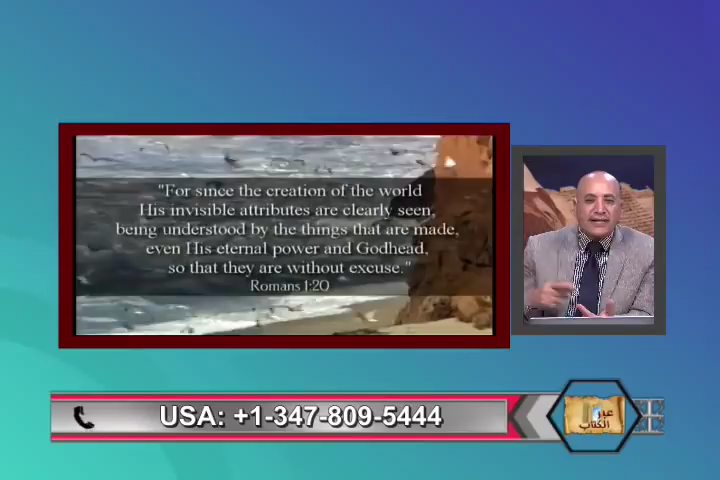 "For since the creation of the world
His invisible attributes are clearly seen,
being understood by the things that are made,
even His eternal power and Godhead,
so that they are without excuse."
Romans 1:20
USA: +1-347-809-5444
عبر
الكتاب